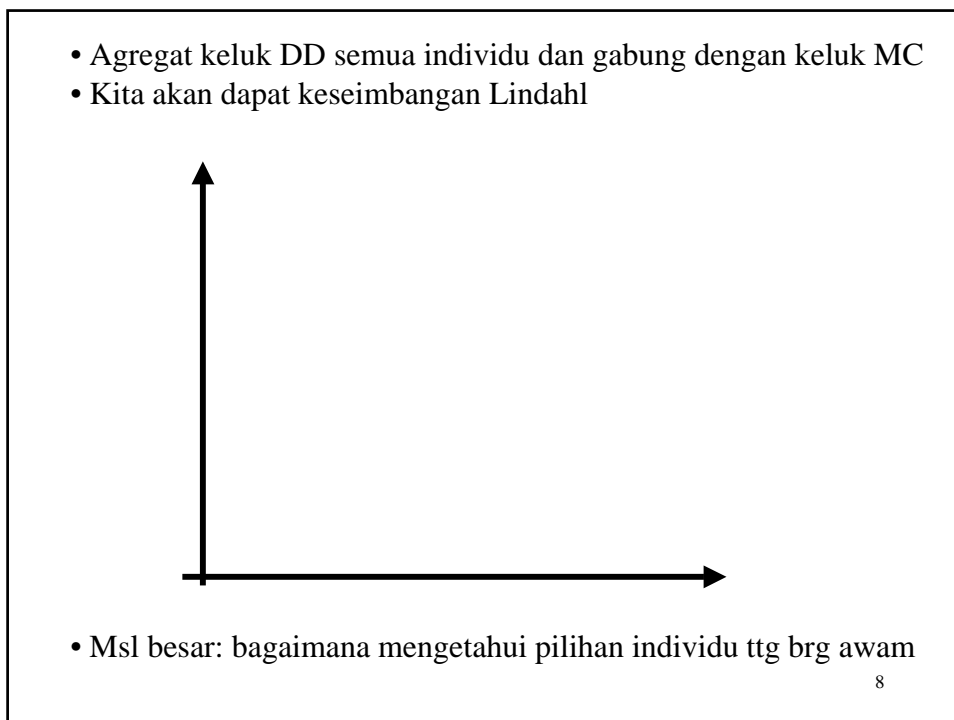 • Agregat keluk DD semua individu dan gabung dengan keluk MC
• Kita akan dapat keseimbangan Lindahl
• Msl besar: bagaimana mengetahui pilihan individu ttg brg awam
8